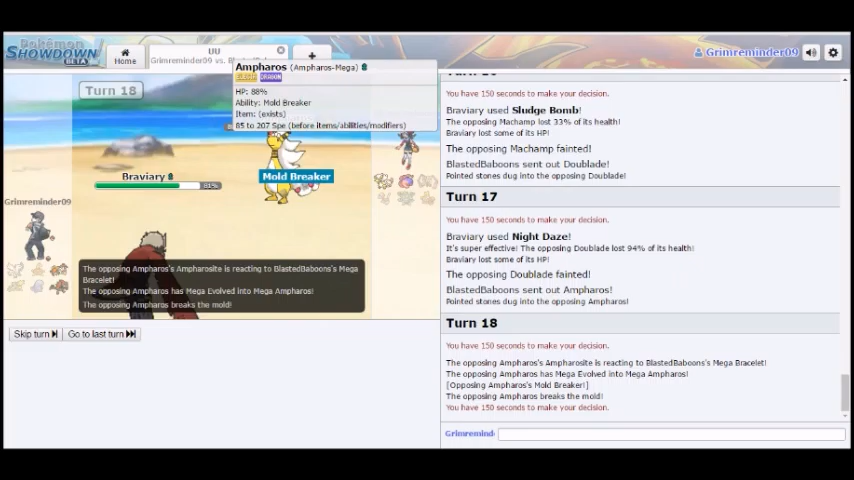 Pokémon
SHOWDOWN
BETA
Home
UU
Grimreminder09 vs.
Grimreminder09
Ampharos (Ampharos-Mega)
DRAGON
HP: 88%
Ability: Mold Breaker
Item: (exists)
85 to 207 Spe (before items/abilities/modifiers)
Turn 18
Braviary
81%
Mold Breaker
Grimreminder09
The opposing Ampharos's Ampharosite is reacting to BlastedBaboons's Mega
Bracelet!
The opposing Ampharos has Mega Evolved into Mega Ampharos!
The opposing Ampharos breaks the mold!
Skip turn
Go to last turn
You have 150 seconds to make your decision.
Braviary used Sludge Bomb!
The opposing Machamp lost 33% of its health!
Braviary lost some of its HP!
The opposing Machamp fainted!
BlastedBaboons sent out Doublade!
Pointed stones dug into the opposing Doublade!
Turn 17
You have 150 seconds to make your decision.
Braviary used Night Daze!
It's super effective! The opposing Doublade lost 94% of its health!
Braviary lost some of its HP!
The opposing Doublade fainted!
BlastedBaboons sent out Ampharos!
Pointed stones dug into the opposing Ampharos!
Turn 18
You have 150 seconds to make your decision.
The opposing Ampharos's Ampharosite is reacting to BlastedBaboons's Mega Bracelet!
The opposing Ampharos has Mega Evolved into Mega Ampharos!
[Opposing Ampharos's Mold Breaker!]
The opposing Ampharos breaks the mold!
You have 150 seconds to make your decision.
Grimremind